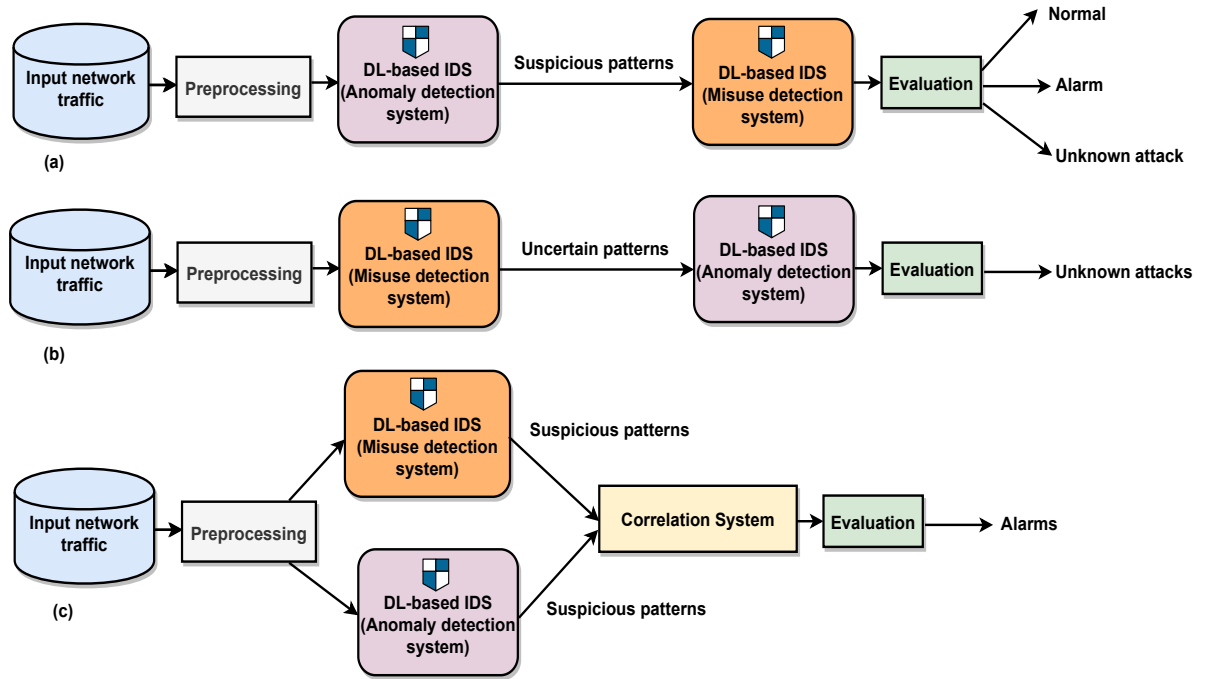 Input network
traffic
Preprocessing
DL-based IDS
(Anomaly detection
system)
Suspicious patterns
DL-based IDS
(Misuse detection
system)
Evaluation
Normal
Alarm
Unknown attack
(a)
Input network
traffic
Preprocessing
DL-based IDS
(Misuse detection
system)
Uncertain patterns
DL-based IDS
(Anomaly detection
system)
Evaluation
Unknown attacks
(b)
Input network
traffic
Preprocessing
DL-based IDS
(Misuse detection
system)
Suspicious patterns
DL-based IDS
(Anomaly detection
system)
Suspicious patterns
Correlation System
Evaluation
Alarms
(c)